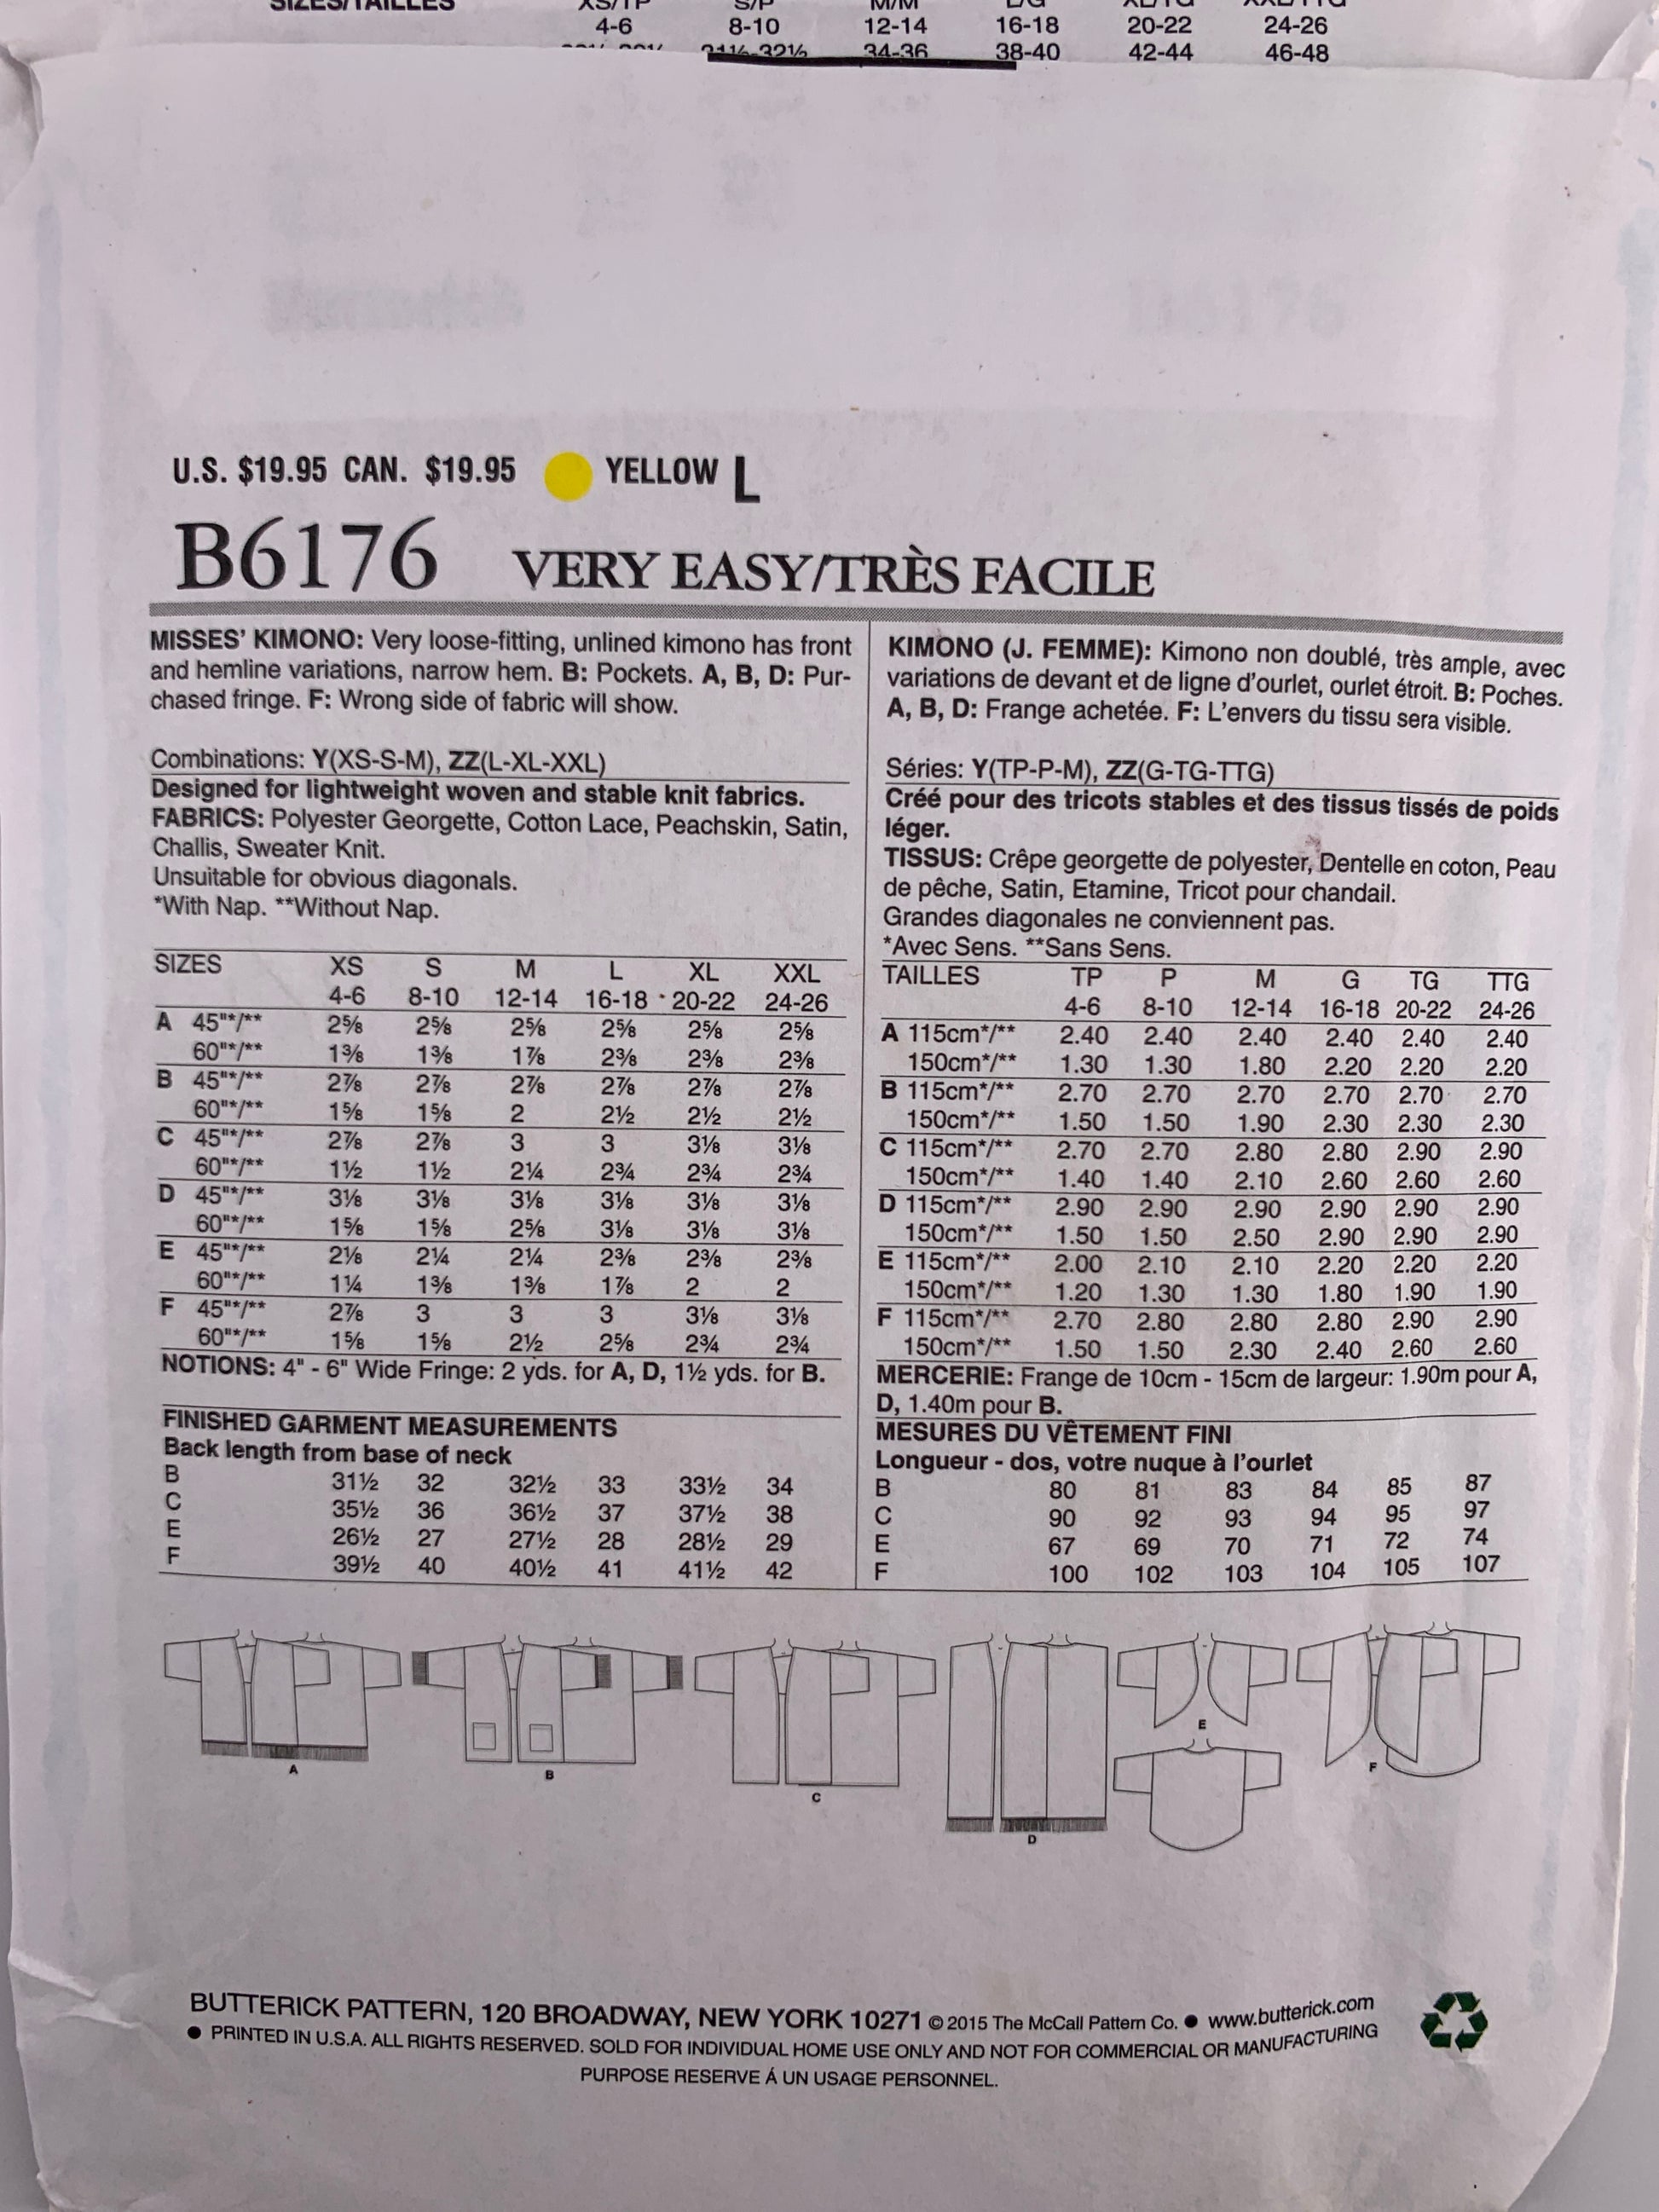 SIZES/TAILLES XS/TP S/P M/M L/G XL/TG XXL/TTG
4-6 8-10 12-14 16-18 20-22 24-26
31½-32½ 34-36 38-40 42-44 46-48
U.S. $19.95 CAN. $19.95 YELLOW L
B6176 VERY EASY/TRÈS FACILE
MISSES' KIMONO: Very loose-fitting, unlined kimono has front
and hemline variations, narrow hem. B: Pockets. A, B, D: Pur-
chased fringe. F: Wrong side of fabric will show.
Combinations: Y(XS-S-M), ZZ(L-XL-XXL)
Designed for lightweight woven and stable knit fabrics.
FABRICS: Polyester Georgette, Cotton Lace, Peachskin, Satin,
Challis, Sweater Knit.
Unsuitable for obvious diagonals.
*With Nap. **Without Nap.
SIZES XS S M L XL XXL
4-6 8-10 12-14 16-18 20-22 24-26
A 45"*/** 2⅝ 2⅝ 2⅝ 2⅝ 2⅝ 2⅝
60"*/** 1⅜ 1⅜ 1⅞ 2⅜ 2⅜ 2⅜
B 45"*/** 2⅞ 2⅞ 2⅞ 2⅞ 2⅞ 2⅞
60"*/** 1⅝ 1⅝ 2 2½ 2½ 2½
C 45"*/** 2⅞ 2⅞ 3 3 3⅛ 3⅛
60"*/** 1½ 1½ 2¼ 2¾ 2¾ 2¾
D 45"*/** 3⅛ 3⅛ 3⅛ 3⅛ 3⅛ 3⅛
60"*/** 1⅝ 1⅝ 2⅝ 3⅛ 3⅛ 3⅛
E 45"*/** 2⅛ 2¼ 2¼ 2⅜ 2⅜ 2⅜
60"*/** 1¼ 1⅜ 1⅜ 1⅞ 2 2
F 45"*/** 2⅞ 3 3 3 3⅛ 3⅛
60"*/** 1⅝ 1⅝ 2½ 2⅝ 2¾ 2¾
NOTIONS: 4" - 6" Wide Fringe: 2 yds. for A, D, 1½ yds. for B.
FINISHED GARMENT MEASUREMENTS
Back length from base of neck
B 31½ 32 32½ 33 33½ 34
C 35½ 36 36½ 37 37½ 38
E 26½ 27 27½ 28 28½ 29
F 39½ 40 40½ 41 41½ 42
KIMONO (J. FEMME): Kimono non doublé, très ample, avec
variations de devant et de ligne d'ourlet, ourlet étroit. B: Poches.
A, B, D: Frange achetée. F: L'envers du tissu sera visible.
Séries: Y(TP-P-M), ZZ(G-TG-TTG)
Créé pour des tricots stables et des tissus tissés de poids
léger.
TISSUS: Crêpe georgette de polyester, Dentelle en coton, Peau
de pêche, Satin, Etamine, Tricot pour chandail.
Grandes diagonales ne conviennent pas.
*Avec Sens. **Sans Sens.
TAILLES TP P M G TG TTG
4-6 8-10 12-14 16-18 20-22 24-26
A 115cm*/** 2.40 2.40 2.40 2.40 2.40 2.40
150cm*/** 1.30 1.30 1.80 2.20 2.20 2.20
B 115cm*/** 2.70 2.70 2.70 2.70 2.70 2.70
150cm*/** 1.50 1.50 1.90 2.30 2.30 2.30
C 115cm*/** 2.70 2.70 2.80 2.80 2.90 2.90
150cm*/** 1.40 1.40 2.10 2.60 2.60 2.60
D 115cm*/** 2.90 2.90 2.90 2.90 2.90 2.90
150cm*/** 1.50 1.50 2.50 2.90 2.90 2.90
E 115cm*/** 2.00 2.10 2.10 2.20 2.20 2.20
150cm*/** 1.20 1.30 1.30 1.80 1.90 1.90
F 115cm*/** 2.70 2.80 2.80 2.80 2.90 2.90
150cm*/** 1.50 1.50 2.30 2.40 2.60 2.60
MERCERIE: Frange de 10cm - 15cm de largeur: 1.90m pour A,
D, 1.40m pour B.
MESURES DU VÊTEMENT FINI
Longueur - dos, votre nuque à l'ourlet
B 80 81 83 84 85 87
C 90 92 93 94 95 97
E 67 69 70 71 72 74
F 100 102 103 104 105 107
A
B
C
D
E
F
BUTTERICK PATTERN, 120 BROADWAY, NEW YORK 10271 © 2015 The McCall Pattern Co. ● www.butterick.com
● PRINTED IN U.S.A. ALL RIGHTS RESERVED. SOLD FOR INDIVIDUAL HOME USE ONLY AND NOT FOR COMMERCIAL OR MANUFACTURING
PURPOSE RESERVE Á UN USAGE PERSONNEL.